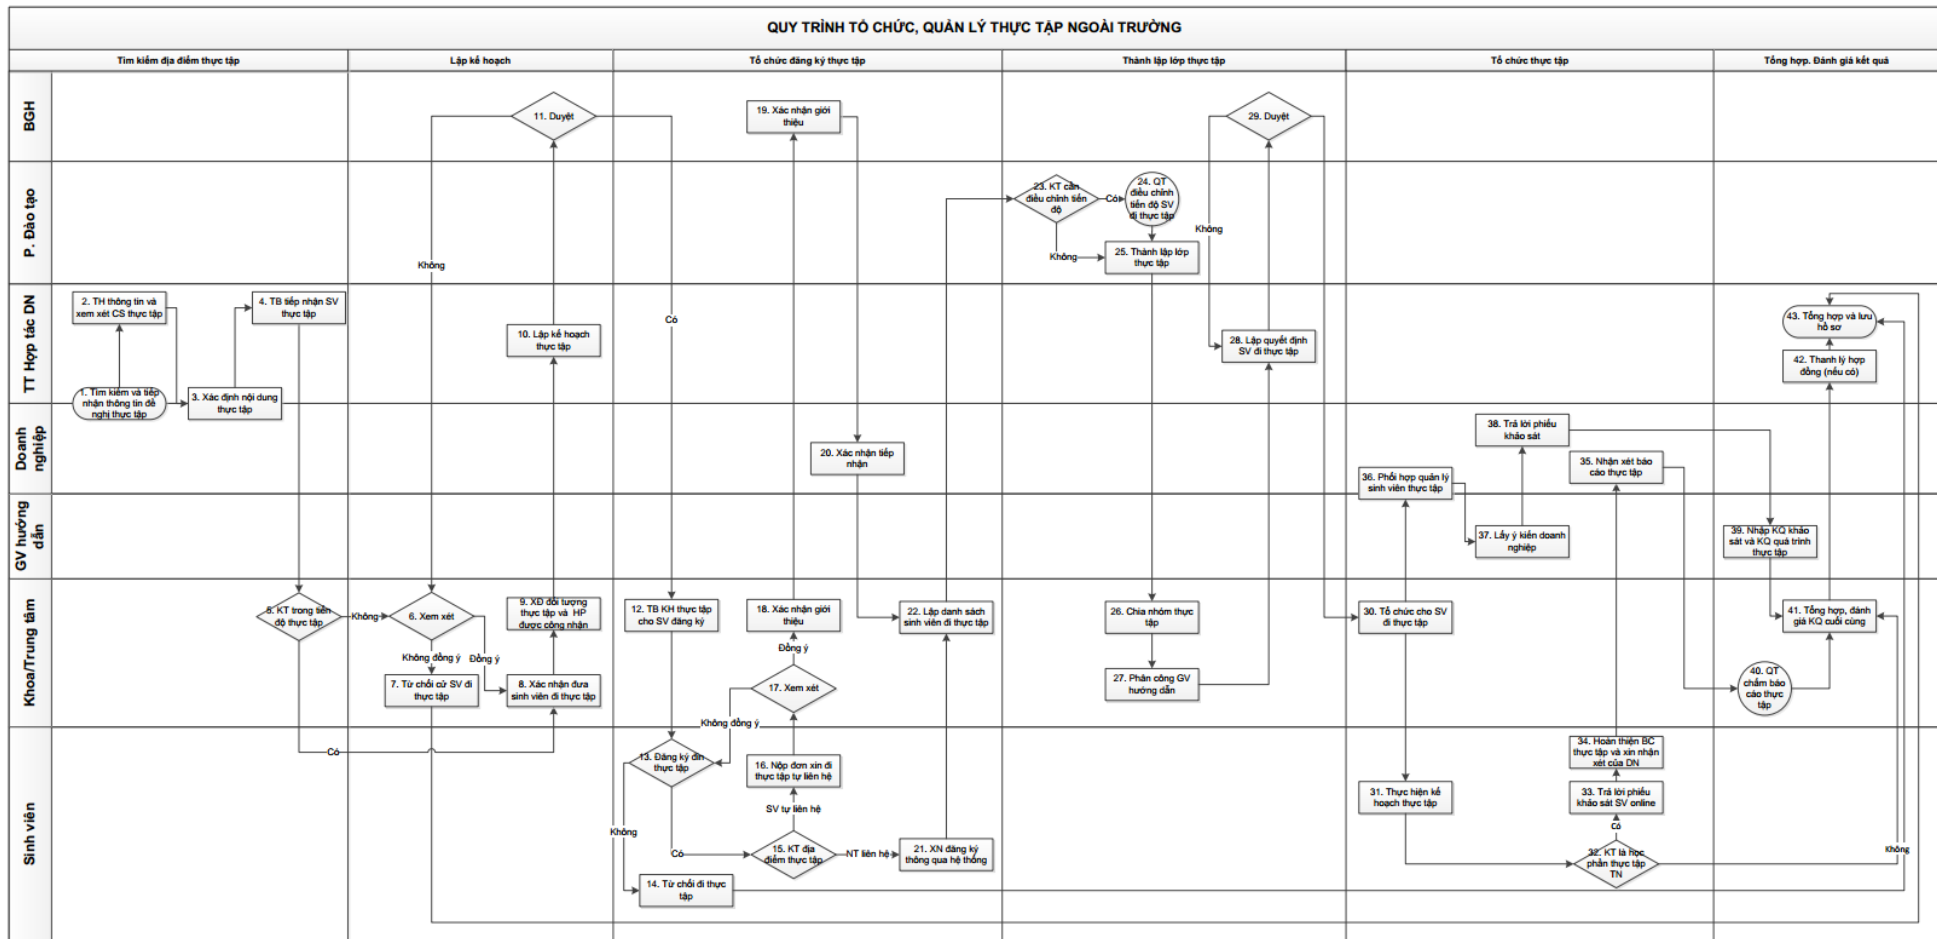 QUY TRÌNH TỔ CHỨC, QUẢN LÝ THỰC TẬP NGOÀI TRƯỜNG
Tìm kiếm địa điểm thực tập
Lập kế hoạch
Tổ chức đăng ký thực tập
Thành lập lớp thực tập
Tổ chức thực tập
Tổng hợp. Đánh giá kết quả
BGH
11. Duyệt
19. Xác nhận giới
thiệu
29. Duyệt
P. Đào tạo
23. KT cần
điều chỉnh tiến
độ
Có
24. QT
điều chỉnh
tiến độ SV
đi thực tập
Không
25. Thành lập lớp
thực tập
Không
Không
TT Hợp tác DN
2. TH thông tin và
xem xét CS thực tập
4. TB tiếp nhận SV
thực tập
1. Tìm kiếm và tiếp
nhận thông tin đề
nghị thực tập
3. Xác định nội dung
thực tập
10. Lập kế hoạch
thực tập
Có
28. Lập quyết định
SV đi thực tập
43. Tổng hợp và lưu
hồ sơ
42. Thanh lý hợp
đồng (nếu có)
Doanh
nghiệp
20. Xác nhận tiếp
nhận
38. Trả lời phiếu
khảo sát
35. Nhận xét báo
cáo thực tập
36. Phối hợp quản lý
sinh viên thực tập
GV hướng
dẫn
37. Lấy ý kiến doanh
nghiệp
39. Nhập KQ khảo
sát và KQ quá trình
thực tập
Khoa/Trung tâm
5. KT trong tiến
độ thực tập
Không
6. Xem xét
Không đồng ý
Đồng ý
7. Từ chối cử SV đi
thực tập
8. Xác nhận đưa
sinh viên đi thực tập
9. XĐ đối tượng
thực tập và HP
được công nhận
12. TB KH thực tập
cho SV đăng ký
18. Xác nhận giới
thiệu
Đồng ý
17. Xem xét
Không đồng ý
22. Lập danh sách
sinh viên đi thực tập
26. Chia nhóm thực
tập
27. Phân công GV
hướng dẫn
30. Tổ chức cho SV
đi thực tập
41. Tổng hợp, đánh
giá KQ cuối cùng
40. QT
chấm báo
cáo thực
tập
Sinh viên
Có
13. Đăng ký đi
thực tập
16. Nộp đơn xin đi
thực tập tự liên hệ
SV tự liên hệ
Không
Có
15. KT địa
điểm thực tập
NT liên hệ
21. XN đăng ký
thông qua hệ thống
14. Từ chối đi thực
tập
34. Hoàn thiện BC
thực tập và xin nhận
xét của DN
31. Thực hiện kế
hoạch thực tập
33. Trả lời phiếu
khảo sát SV online
Có
32. KT là học
phần thực tập
TN
Không